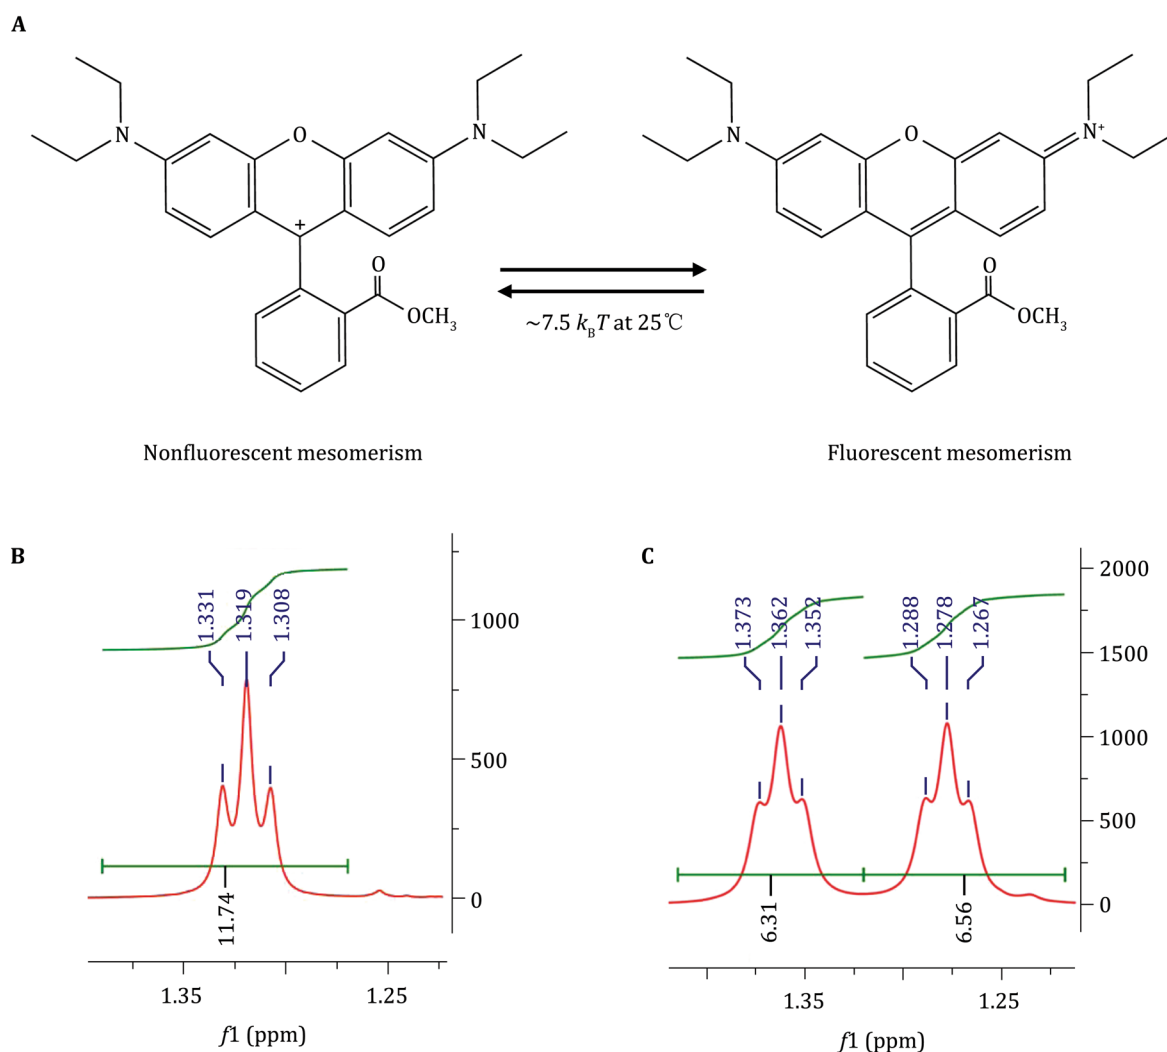 A
N
O
N
+
O
OCH3
N
O
N+
O
OCH3
~7.5 kBT at 25℃
Nonfluorescent mesomerism
Fluorescent mesomerism
B
1.331
1.319
1.308
1000
500
0
11.74
1.35
1.25
f1 (ppm)
C
1.373
1.362
1.352
1.288
1.278
1.267
2000
1500
1000
500
0
6.31
6.56
1.35
1.25
f1 (ppm)